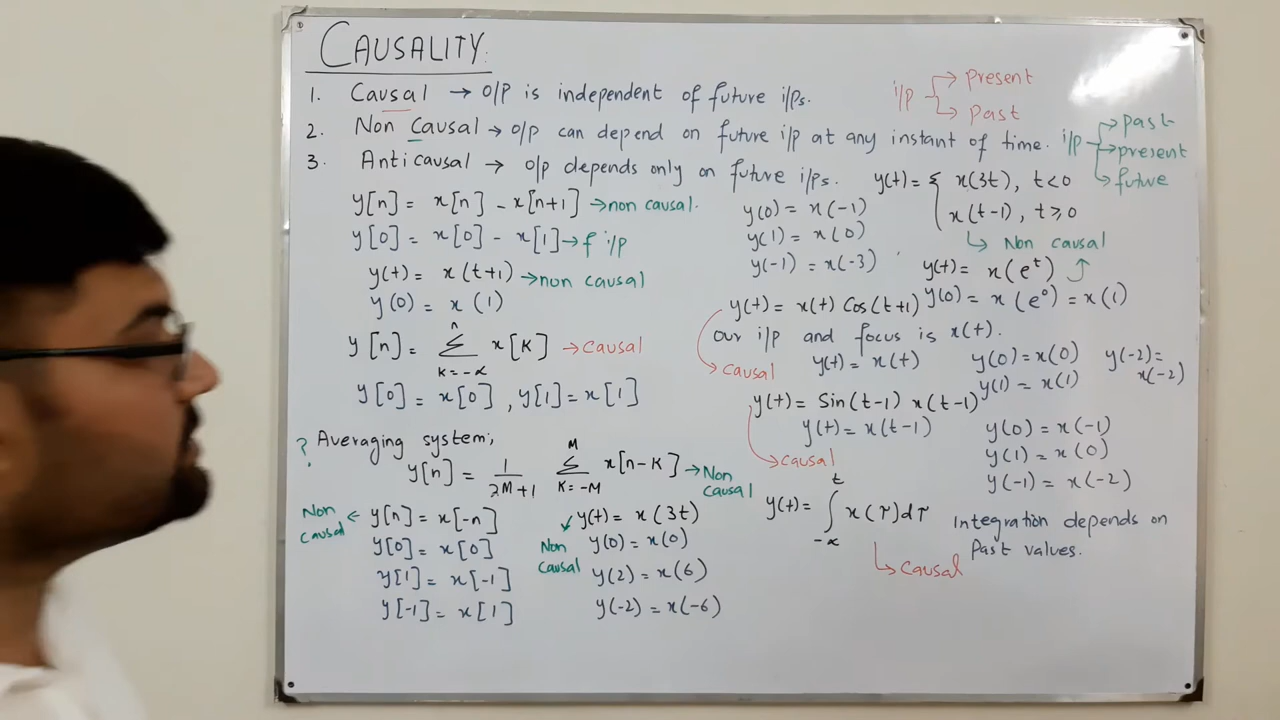 CAUSALITY.
1. Causal → O/P is independent of future i/ps.
i/p → present
→ past
2. Non Causal → O/P can depend on future i/p at any instant of time.
i/p → past
→ present
→ future
3. Anticausal → O/P depends only on future i/ps.
y[n] = x[n] - x[n+1] → non causal.
y[0] = x[0] - x[1] → f i/p
y(t) = x(t+1) → non causal
y(0) = x(1)
y[n] = n Σ K=-∝ x[K] → causal
y[0] = x[0], y[1] = x[1]
? Averaging system;
y[n] = 1/2M+1 M Σ K=-M x[n-K] → Non causal
Non causal ← y[n] = x[-n]
y[0] = x[0]
y[1] = x[-1]
y[-1] = x[1]
y(t) = x(3t)
Non causal
y(0) = x(0)
y(2) = x(6)
y(-2) = x(-6)
y(t) = { x(3t), t<0
x(t-1), t≥0
→ Non causal
y(0) = x(-1)
y(1) = x(0)
y(-1) = x(-3)
y(t) = x(e^t)
y(0) = x(e^0) = x(1)
y(t) = x(t) Cos(t+1)
Our i/p and focus is x(t).
→ causal
y(t) = x(t)
y(0) = x(0)
y(1) = x(1)
y(-2) = x(-2)
y(t) = Sin(t-1) x(t-1)
y(t) = x(t-1)
→ causal
y(0) = x(-1)
y(1) = x(0)
y(-1) = x(-2)
y(t) = t ∫ -∝ x(τ)dτ
Integration depends on
Past values.
→ causal